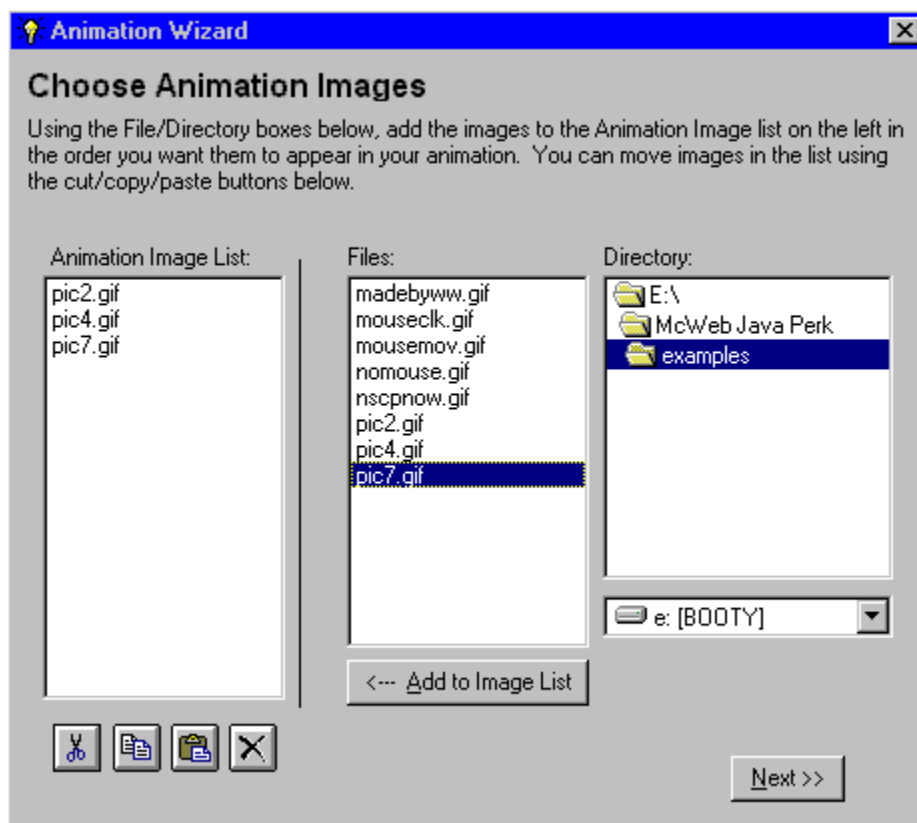 Animation Wizard
Choose Animation Images
Using the File/Directory boxes below, add the images to the Animation Image list on the left in
the order you want them to appear in your animation.  You can move images in the list using
the cut/copy/paste buttons below.
Animation Image List:
pic2.gif
pic4.gif
pic7.gif
Files:
madebyww.gif
mouseclk.gif
mousemov.gif
nomouse.gif
nscpnow.gif
pic2.gif
pic4.gif
pic7.gif
<--- Add to Image List
Directory:
E:\
McWeb Java Perk
examples
e: [BOOTY]
Next >>